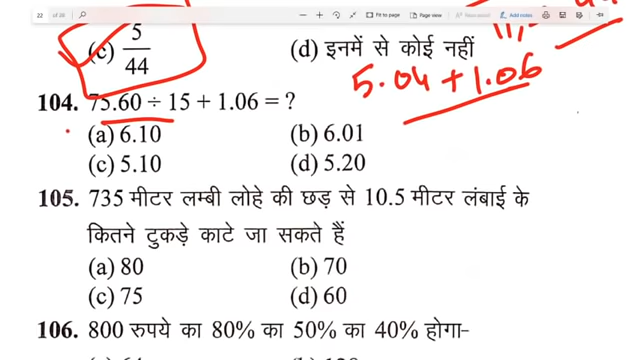 22 of 28
Fit to page Page view Add notes
(c) 5/44
(d) इनमें से कोई नहीं
5.04 + 1.06
104. 75.60 ÷ 15 + 1.06 = ?
(a) 6.10 (b) 6.01
(c) 5.10 (d) 5.20
105. 735 मीटर लम्बी लोहे की छड़ से 10.5 मीटर लंबाई के
कितने टुकड़े काटे जा सकते हैं
(a) 80 (b) 70
(c) 75 (d) 60
106. 800 रुपये का 80% का 50% का 40% होगा–